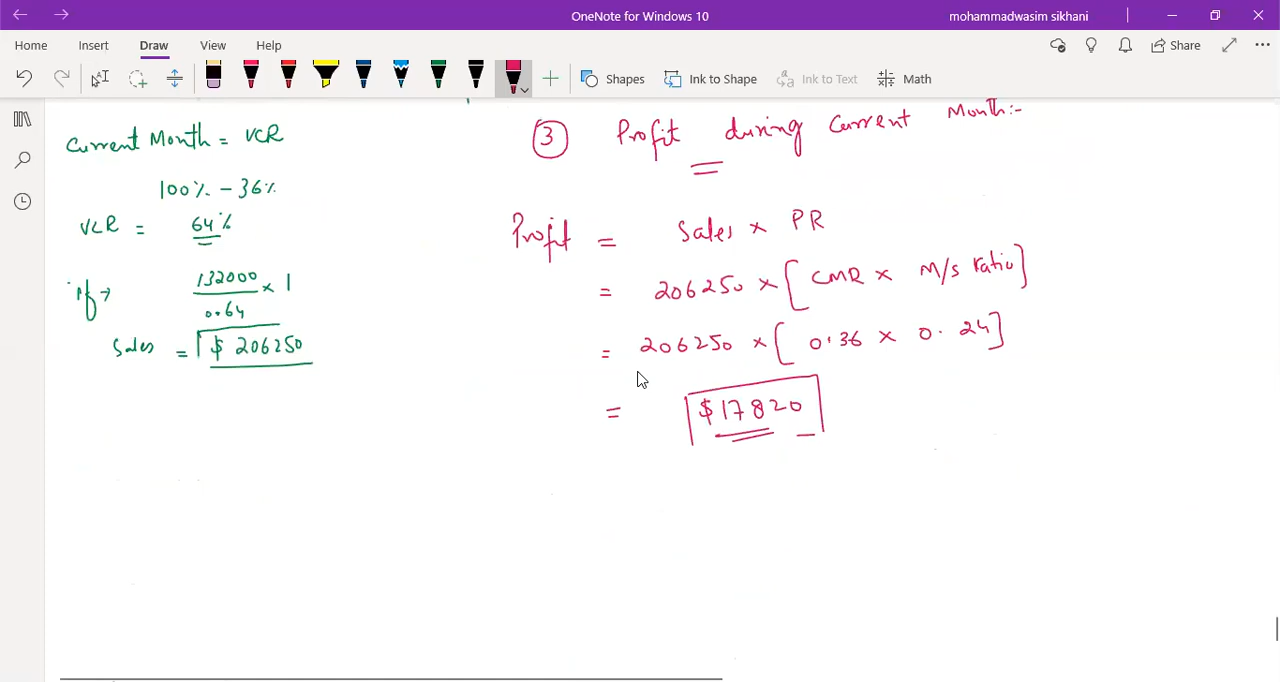 OneNote for Windows 10
mohammadwasim sikhani
Home Insert Draw View Help
Share
Shapes Ink to Shape Ink to Text Math
Current Month = VCR
100% - 36%
VCR = 64%
If → 132000 / 0.64 × 1
Sales = $ 206250
③ Profit during Current Month:-
Profit = Sales × PR
= 206250 × [CMR × M/S ratio]
= 206250 × [0.36 × 0.24]
= $17820